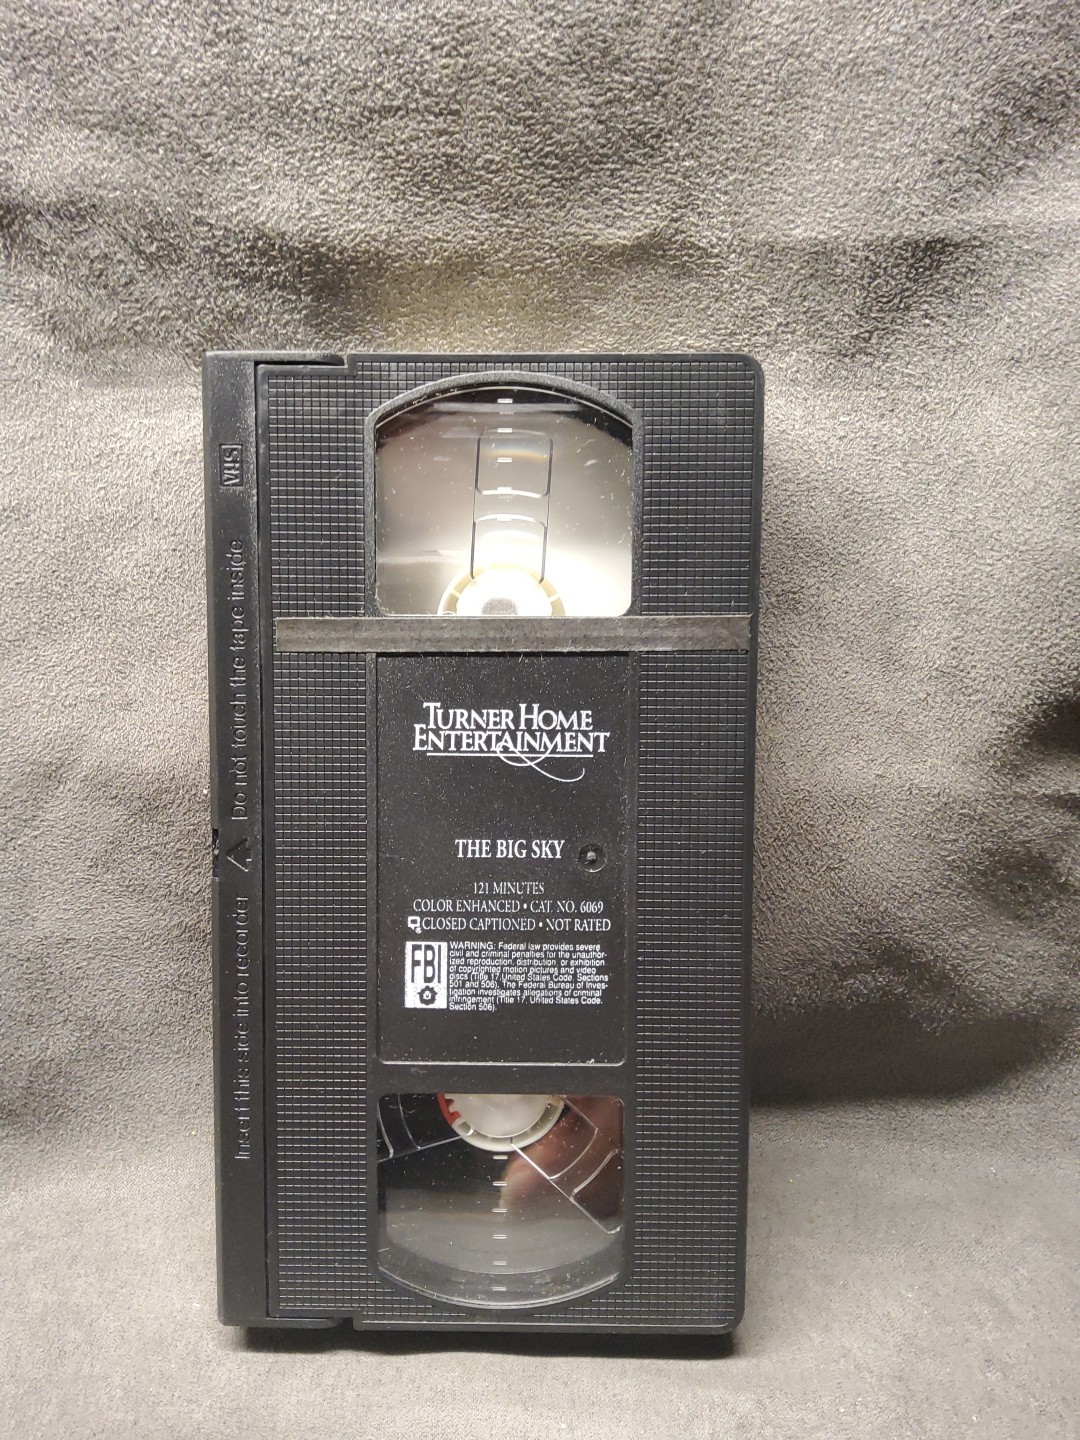 VHS
Insert this side into recorder △ Do not touch the tape inside
TURNER HOME
ENTERTAINMENT
THE BIG SKY
121 MINUTES
COLOR ENHANCED • CAT. NO. 6069
CLOSED CAPTIONED • NOT RATED
FBI
WARNING: Federal law provides severe
civil and criminal penalties for the unauthor-
ized reproduction, distribution, or exhibition
of copyrighted motion pictures and video
discs (Title 17, United States Code, Sections
501 and 506). The Federal Bureau of Inves-
tigation investigates allegations of criminal
infringement (Title 17, United States Code,
Section 506).